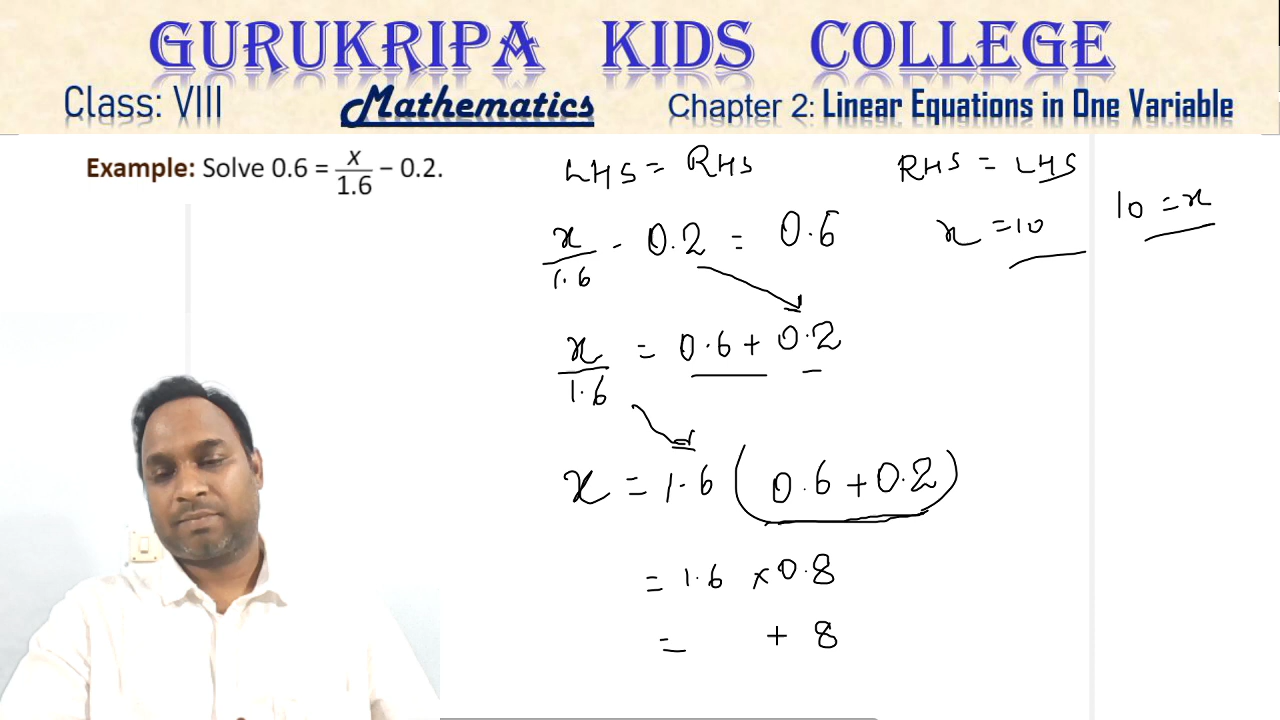 GURUKRIPA KIDS COLLEGE
Class: VIII Mathematics Chapter 2: Linear Equations in One Variable
Example: Solve 0.6 = x/1.6 − 0.2.
LHS = RHS
x/1.6 - 0.2 = 0.6
x/1.6 = 0.6 + 0.2
x = 1.6 (0.6 + 0.2)
= 1.6 × 0.8
= + 8
RHS = LHS
x = 10
10 = x